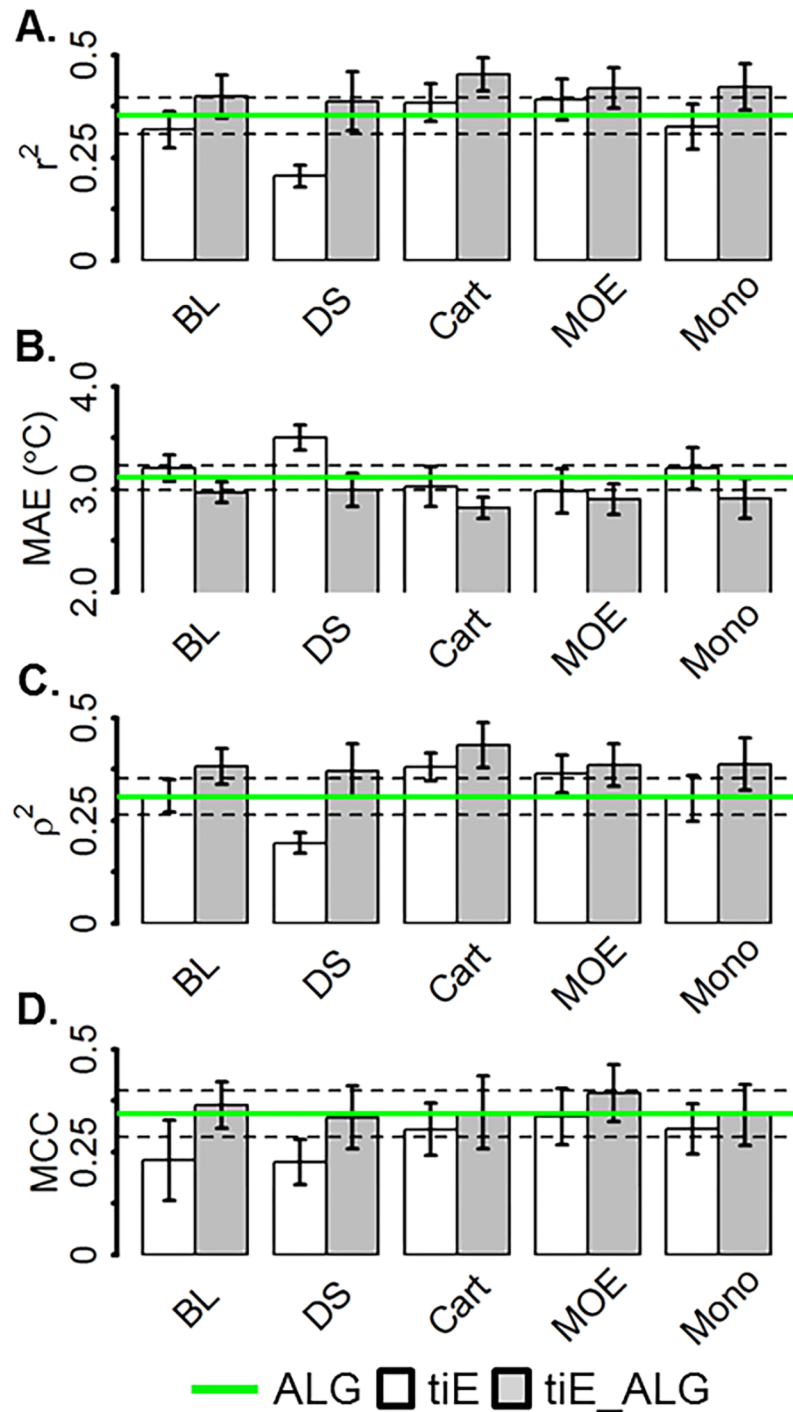 A.
r²
0.5
0.25
0
BL DS Cart MOE Mono
B.
MAE (°C)
4.0
3.0
2.0
BL DS Cart MOE Mono
C.
ρ²
0.5
0.25
0
BL DS Cart MOE Mono
D.
MCC
0.5
0.25
0
BL DS Cart MOE Mono
ALG tiE tiE_ALG